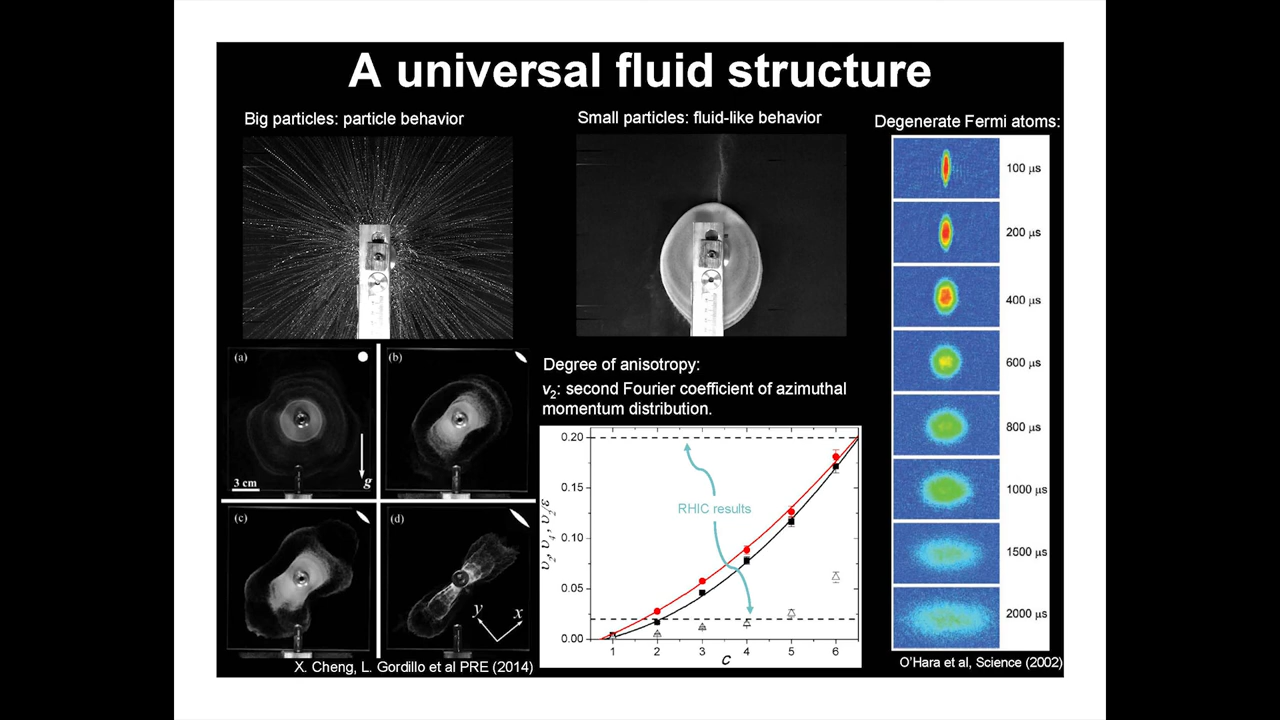 A universal fluid structure
Big particles: particle behavior
Small particles: fluid-like behavior
Degenerate Fermi atoms:
100 μs
200 μs
400 μs
600 μs
800 μs
1000 μs
1500 μs
2000 μs
O'Hara et al, Science (2002)
(a)
3 cm
g
(b)
(c)
(d)
y
x
X. Cheng, L. Gordillo et al PRE (2014)
Degree of anisotropy:
v2: second Fourier coefficient of azimuthal
momentum distribution.
0.20
0.15
0.10
0.05
0.00
υ2, υ4, υ2/ε
RHIC results
1 2 3 4 5 6
C